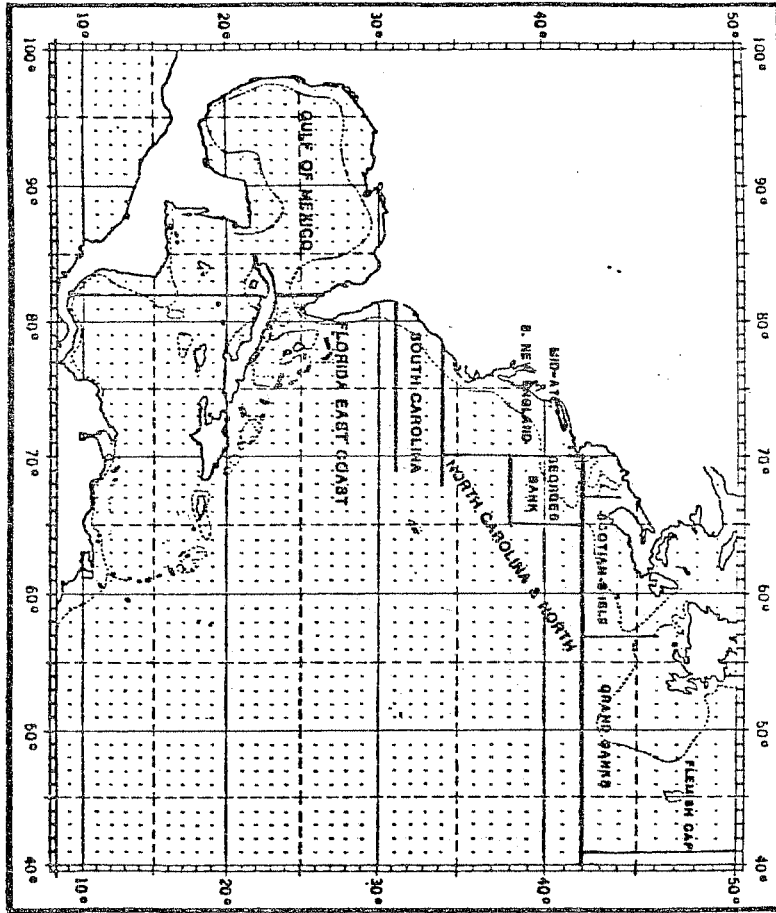 100° 90° 80° 70° 60° 50° 40°
50° 50°
40° 40°
30° 30°
20° 20°
10° 10°
100° 90° 80° 70° 60° 50° 40°
FLEMISH CAP
GRAND BANKS
SCOTIAN
GEORGES
BANK
MID-AT
S. NEW ENGLAND
NORTH CAROLINA & NORTH
SOUTH CAROLINA
FLORIDA EAST COAST
GULF OF MEXICO